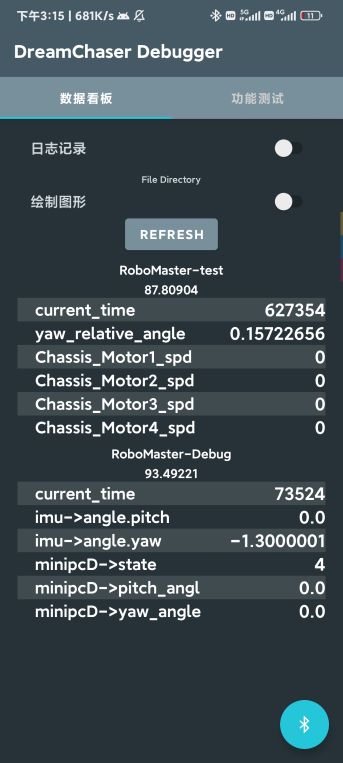 下午3:15 | 681K/s
HD 5G HD 4G 11
DreamChaser Debugger
数据看板 功能测试
日志记录
File Directory
绘制图形
REFRESH
RoboMaster-test
87.80904
current_time 627354
yaw_relative_angle 0.15722656
Chassis_Motor1_spd 0
Chassis_Motor2_spd 0
Chassis_Motor3_spd 0
Chassis_Motor4_spd 0
RoboMaster-Debug
93.49221
current_time 73524
imu->angle.pitch 0.0
imu->angle.yaw -1.3000001
minipcD->state 4
minipcD->pitch_angl 0.0
minipcD->yaw_angle 0.0